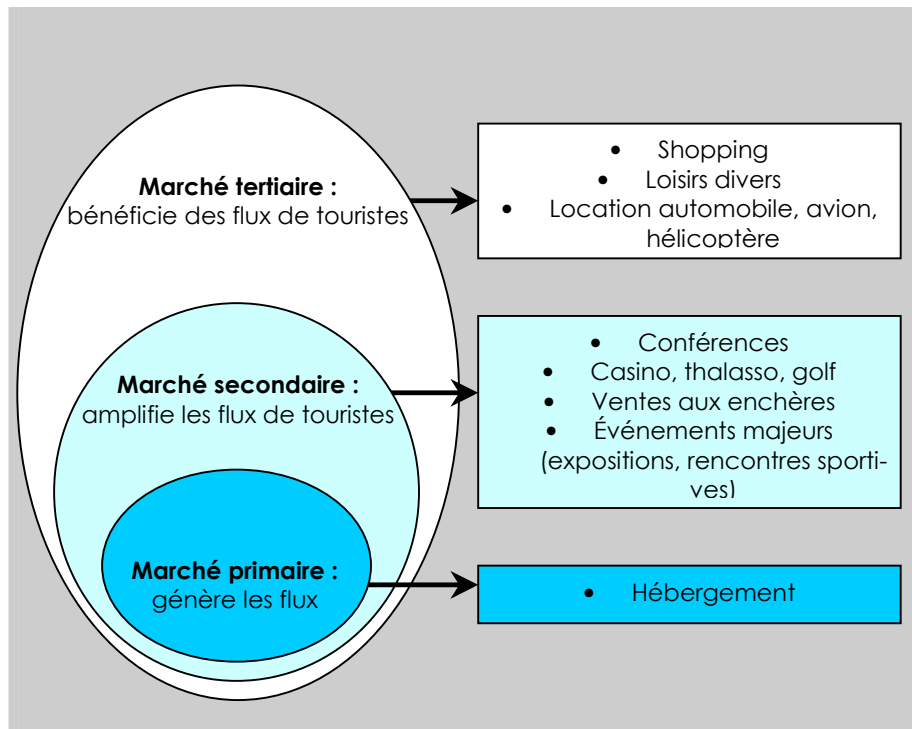 Marché tertiaire :
bénéficie des flux de touristes
• Shopping
• Loisirs divers
• Location automobile, avion,
hélicoptère
Marché secondaire :
amplifie les flux de touristes
• Conférences
• Casino, thalasso, golf
• Ventes aux enchères
• Événements majeurs
(expositions, rencontres sporti-
ves)
Marché primaire :
génère les flux
• Hébergement